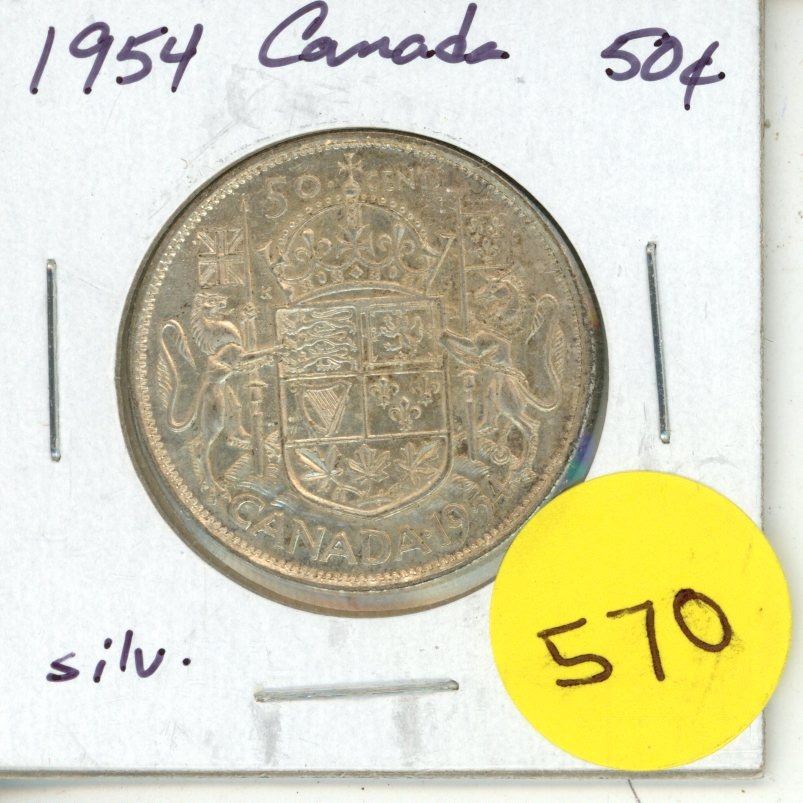 1954 Canada 50¢
50 CENTS
CANADA · 1954
silv.
570